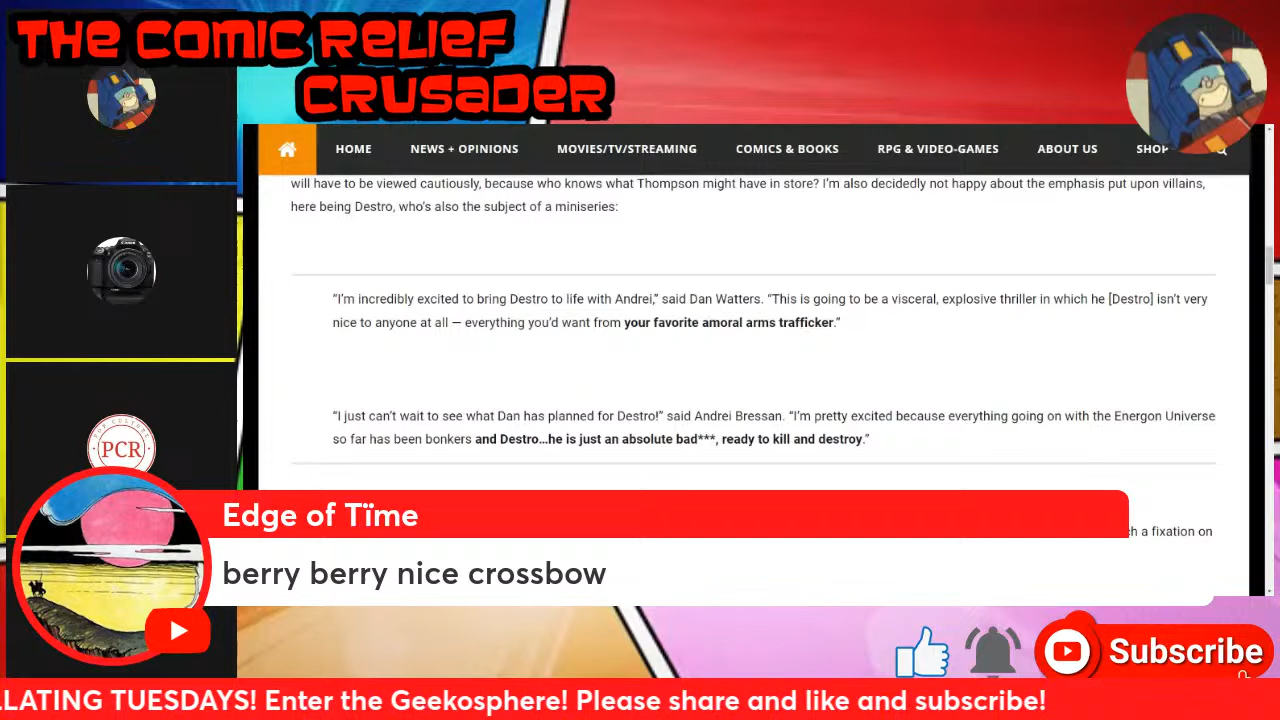 THE COMIC RELIEF
CRUSADER
HOME NEWS + OPINIONS MOVIES/TV/STREAMING COMICS & BOOKS RPG & VIDEO-GAMES ABOUT US SHOP
will have to be viewed cautiously, because who knows what Thompson might have in store? I'm also decidedly not happy about the emphasis put upon villains,
here being Destro, who's also the subject of a miniseries:
“I'm incredibly excited to bring Destro to life with Andrei,” said Dan Watters. “This is going to be a visceral, explosive thriller in which he [Destro] isn't very
nice to anyone at all — everything you'd want from your favorite amoral arms trafficker.”
“I just can't wait to see what Dan has planned for Destro!” said Andrei Bressan. “I'm pretty excited because everything going on with the Energon Universe
so far has been bonkers and Destro…he is just an absolute bad***, ready to kill and destroy.”
POP CULTURE
PCR
Edge of Tïme
ch a fixation on
berry berry nice crossbow
Subscribe
LLATING TUESDAYS! Enter the Geekosphere! Please share and like and subscribe!